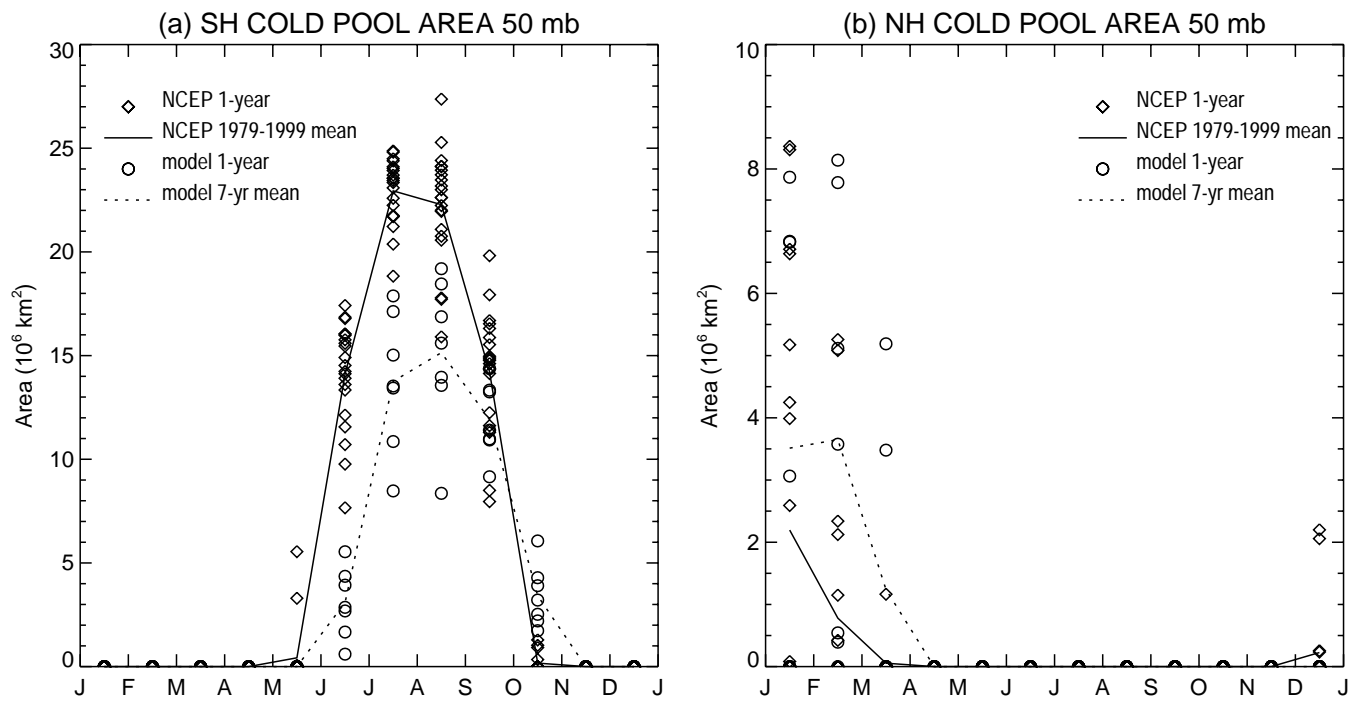 (a) SH COLD POOL AREA 50 mb
30
25
20
15
10
5
0
Area (10⁶ km²)
NCEP 1-year
NCEP 1979-1999 mean
model 1-year
model 7-yr mean
J F M A M J J A S O N D J
(b) NH COLD POOL AREA 50 mb
10
8
6
4
2
0
Area (10⁶ km²)
NCEP 1-year
NCEP 1979-1999 mean
model 1-year
model 7-yr mean
J F M A M J J A S O N D J